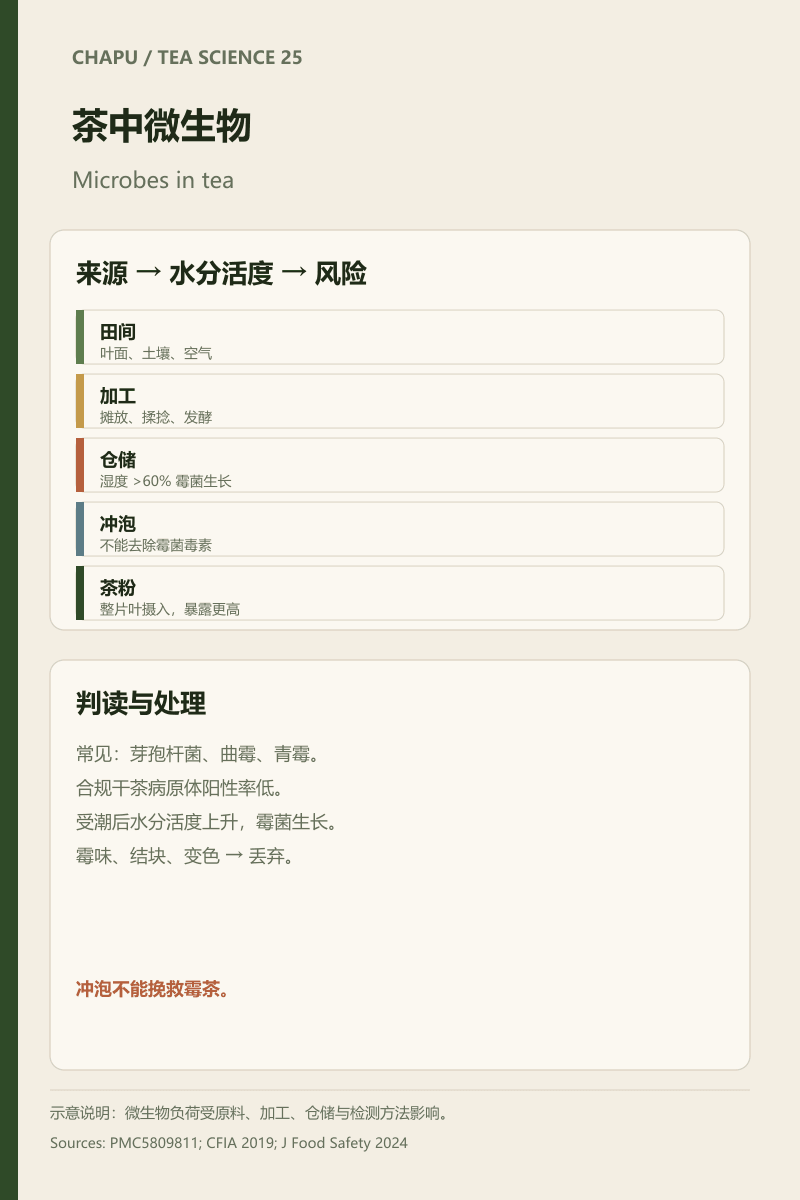 CHAPU / TEA SCIENCE 25
茶中微生物
Microbes in tea
来源 → 水分活度 → 风险
田间
叶面、土壤、空气
加工
摊放、揉捻、发酵
仓储
湿度 >60% 霉菌生长
冲泡
不能去除霉菌毒素
茶粉
整片叶摄入，暴露更高
判读与处理
常见：芽孢杆菌、曲霉、青霉。
合规干茶病原体阳性率低。
受潮后水分活度上升，霉菌生长。
霉味、结块、变色 → 丢弃。
冲泡不能挽救霉茶。
示意说明：微生物负荷受原料、加工、仓储与检测方法影响。
Sources: PMC5809811; CFIA 2019; J Food Safety 2024